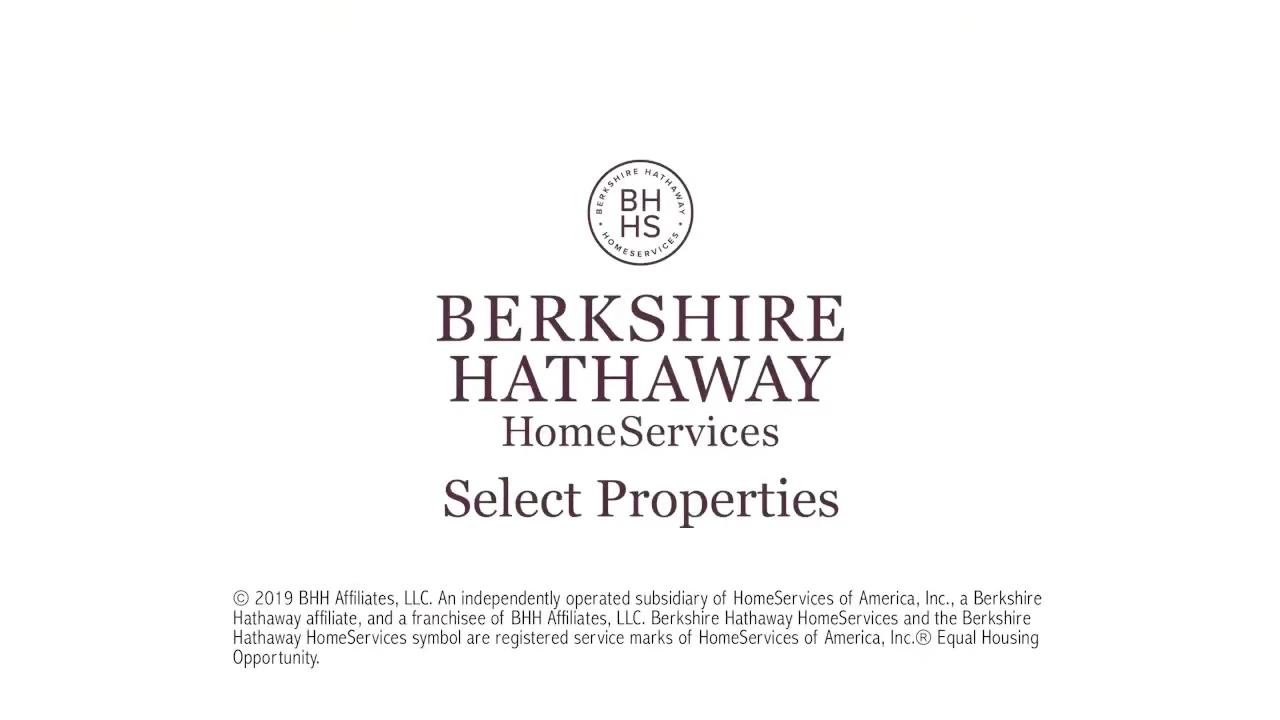 BERKSHIRE HATHAWAY
BH
HS
• HOMESERVICES •
BERKSHIRE
HATHAWAY
HomeServices
Select Properties
© 2019 BHH Affiliates, LLC. An independently operated subsidiary of HomeServices of America, Inc., a Berkshire
Hathaway affiliate, and a franchisee of BHH Affiliates, LLC. Berkshire Hathaway HomeServices and the Berkshire
Hathaway HomeServices symbol are registered service marks of HomeServices of America, Inc.® Equal Housing
Opportunity.